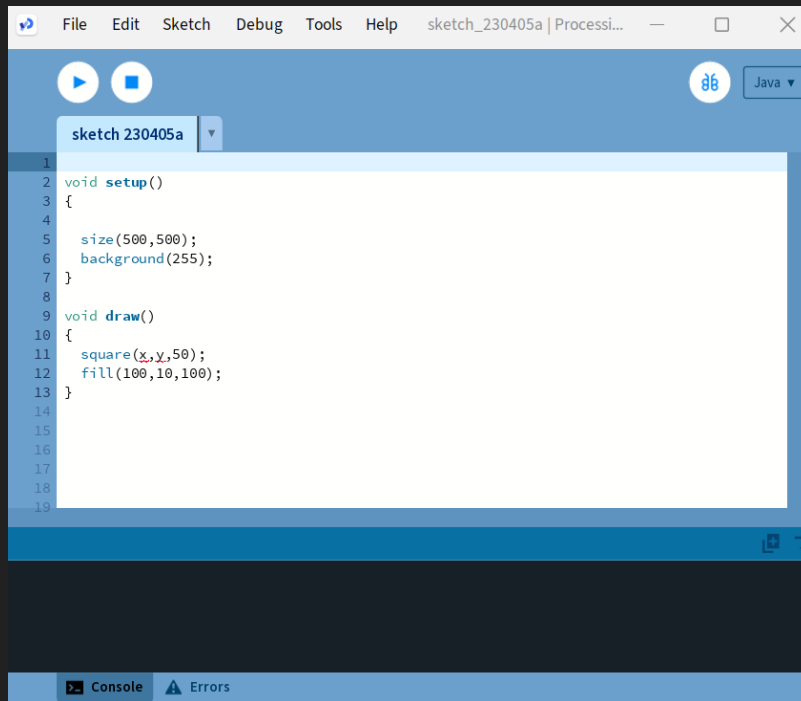 File Edit Sketch Debug Tools Help sketch_230405a | Processi...
Java
sketch 230405a
1
2 void setup()
3 {
4
5 size(500,500);
6 background(255);
7 }
8
9 void draw()
10 {
11 square(x,y,50);
12 fill(100,10,100);
13 }
14
15
16
17
18
19
Console Errors